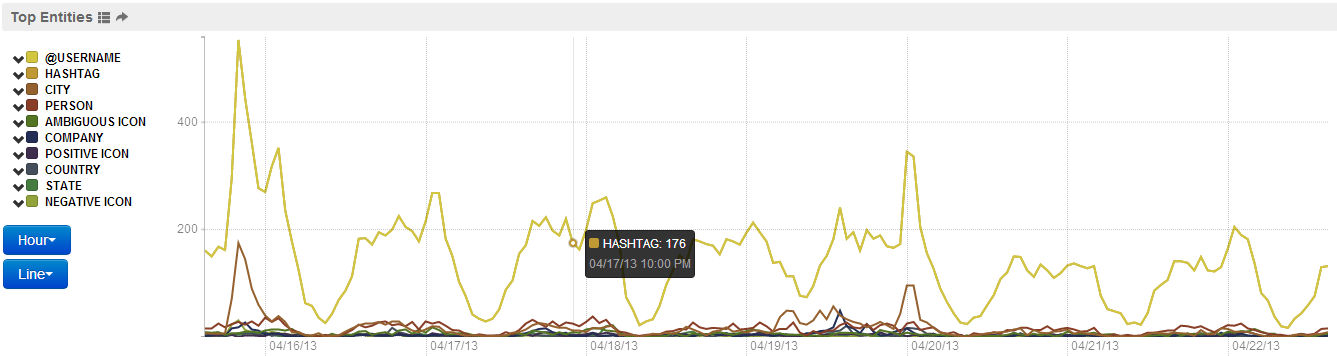 Top Entities
@USERNAME
HASHTAG
CITY
PERSON
AMBIGUOUS ICON
COMPANY
POSITIVE ICON
COUNTRY
STATE
NEGATIVE ICON
Hour
Line
400
200
HASHTAG: 176
04/17/13 10:00 PM
04/16/13
04/17/13
04/18/13
04/19/13
04/20/13
04/21/13
04/22/13